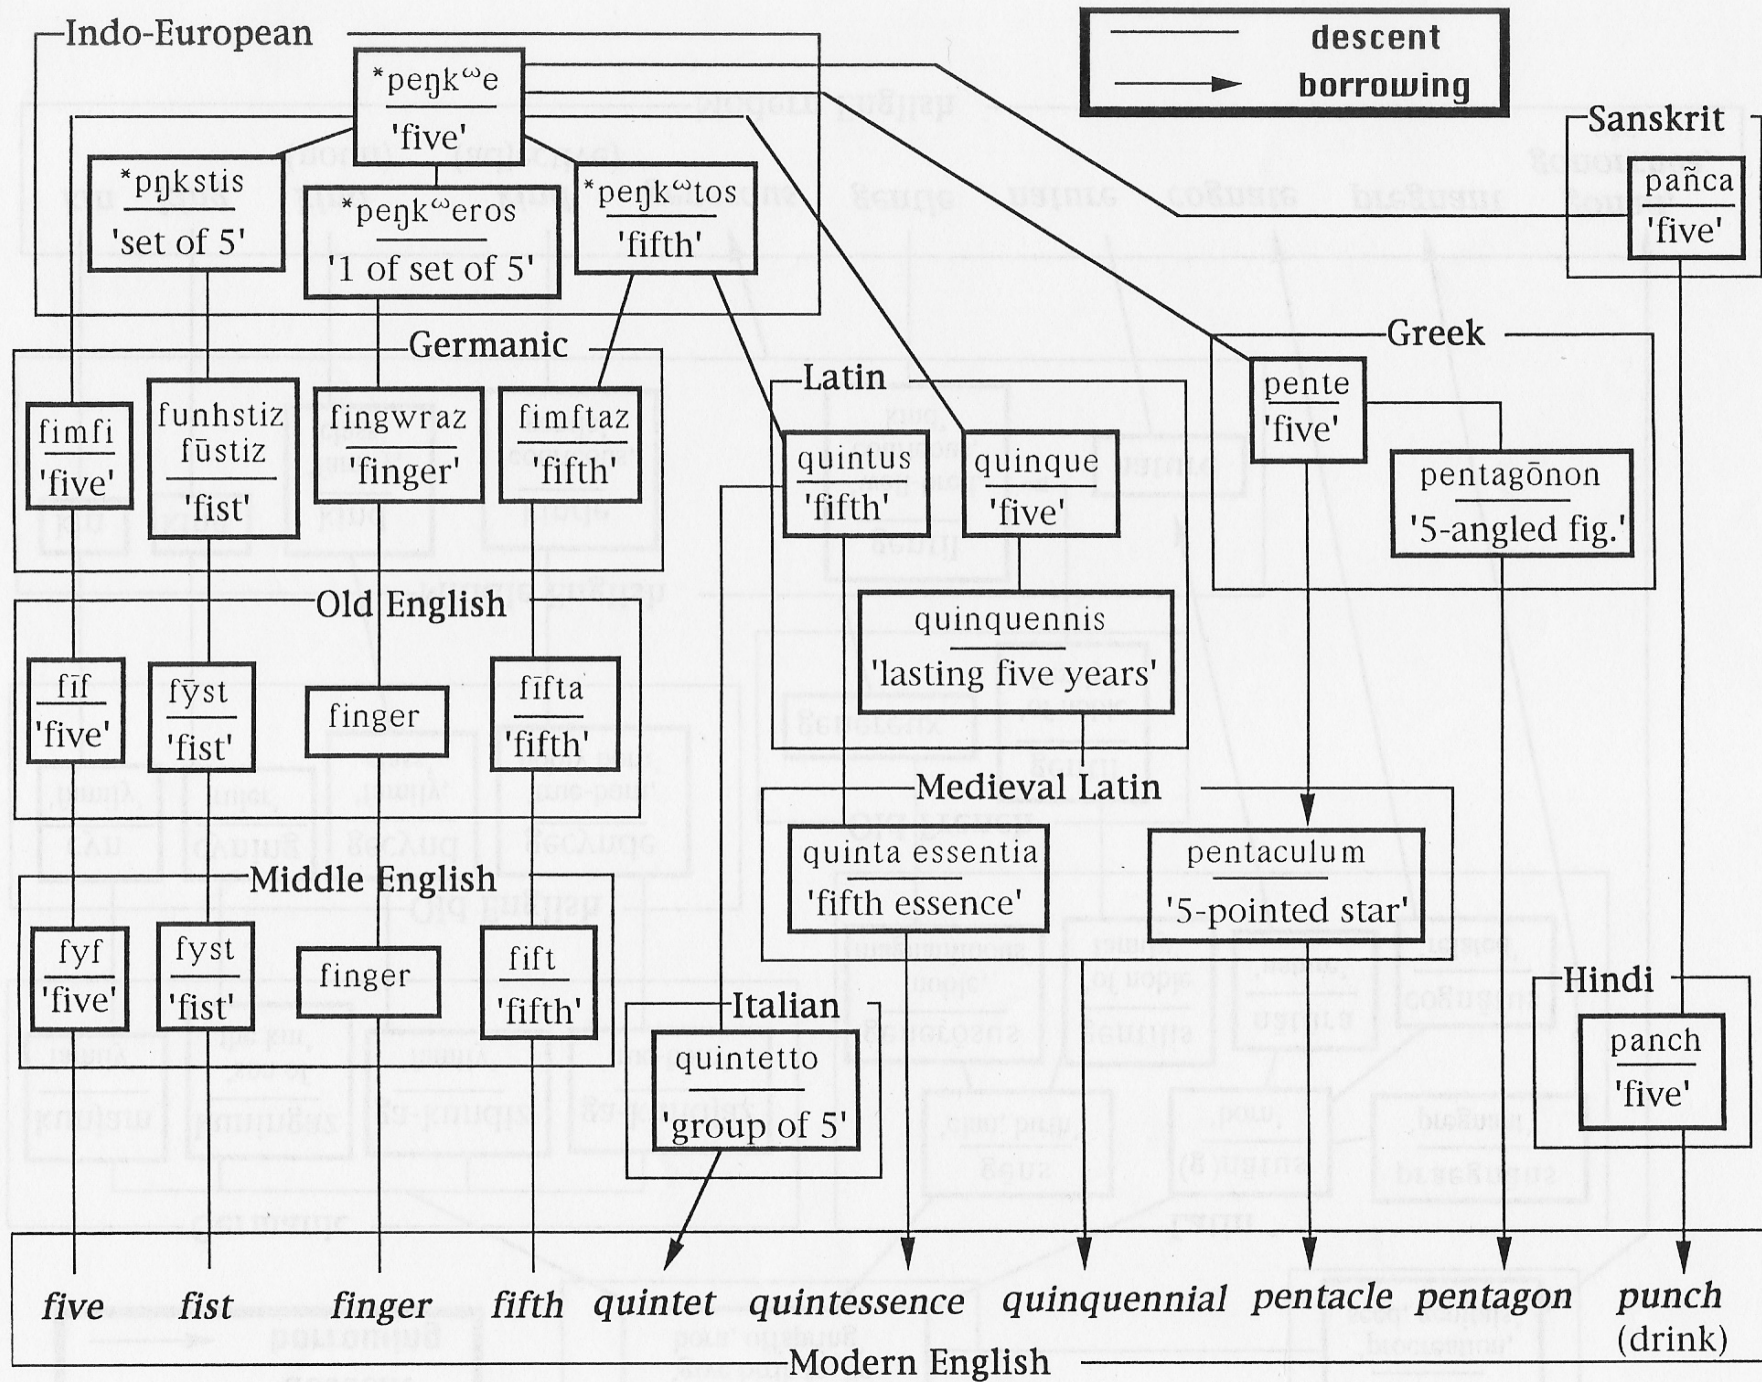 Indo-European
descent
borrowing
*peŋkʷe
'five'
*pŋkstis
'set of 5'
*peŋkʷeros
'1 of set of 5'
*peŋkʷtos
'fifth'
Sanskrit
pañca
'five'
Germanic
fimfi
'five'
funhstiz
fūstiz
'fist'
fingwraz
'finger'
fimftaz
'fifth'
Latin
quintus
'fifth'
quinque
'five'
quinquennis
'lasting five years'
Greek
pente
'five'
pentagōnon
'5-angled fig.'
Old English
fīf
'five'
fȳst
'fist'
finger
fīfta
'fifth'
Medieval Latin
quinta essentia
'fifth essence'
pentaculum
'5-pointed star'
Middle English
fyf
'five'
fyst
'fist'
finger
fift
'fifth'
Italian
quintetto
'group of 5'
Hindi
panch
'five'
five fist finger fifth quintet quintessence quinquennial pentacle pentagon punch
(drink)
Modern English